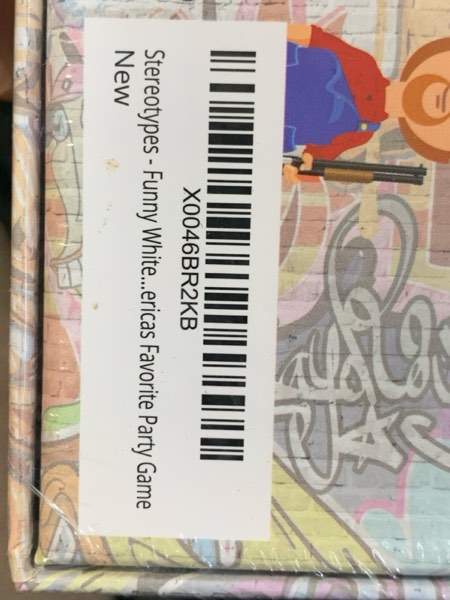 X0046BR2KB
Stereotypes - Funny White...ericas Favorite Party Game
New